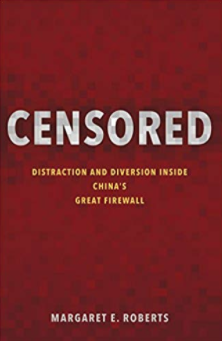 CENSORED
DISTRACTION AND DIVERSION INSIDE
CHINA'S
GREAT FIREWALL
MARGARET E. ROBERTS